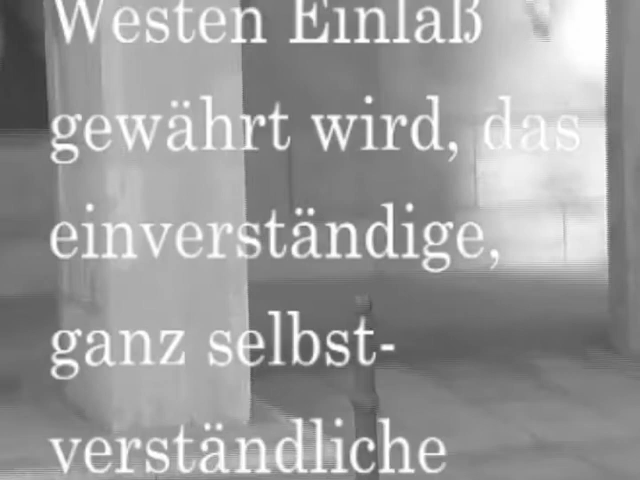 Westen Einlaß
gewährt wird, das
einverständige,
ganz selbst-
verständliche